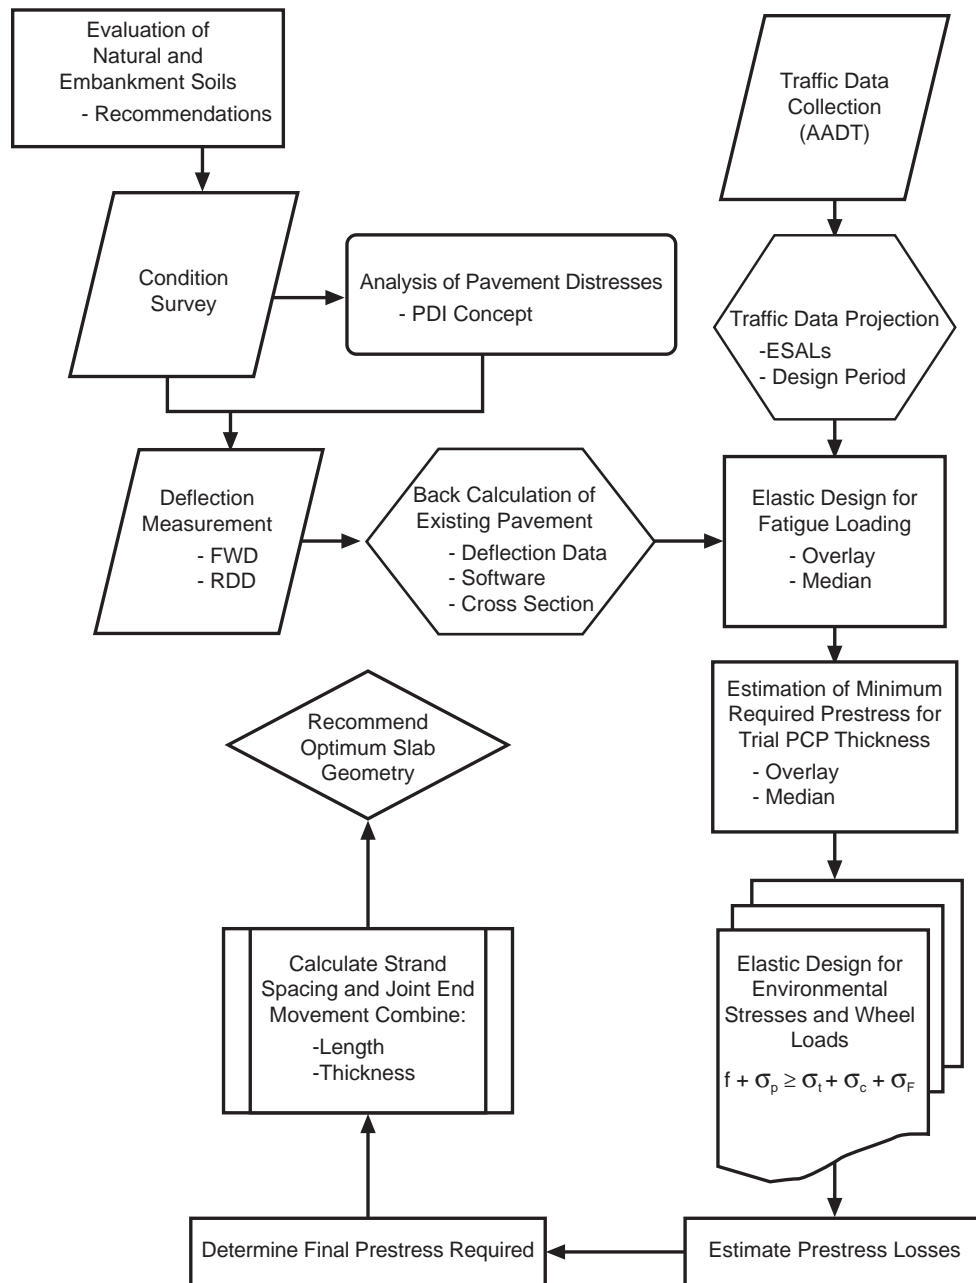 Evaluation of
Natural and
Embankment Soils
- Recommendations
Traffic Data
Collection
(AADT)
Condition
Survey
Analysis of Pavement Distresses
- PDI Concept
Traffic Data Projection
-ESALs
- Design Period
Deflection
Measurement
- FWD
- RDD
Back Calculation of
Existing Pavement
- Deflection Data
- Software
- Cross Section
Elastic Design for
Fatigue Loading
- Overlay
- Median
Estimation of Minimum
Required Prestress for
Trial PCP Thickness
- Overlay
- Median
Recommend
Optimum Slab
Geometry
Elastic Design for
Environmental
Stresses and Wheel
Loads
f + σp ≥ σt + σc + σF
Calculate Strand
Spacing and Joint End
Movement Combine:
-Length
-Thickness
Determine Final Prestress Required
Estimate Prestress Losses